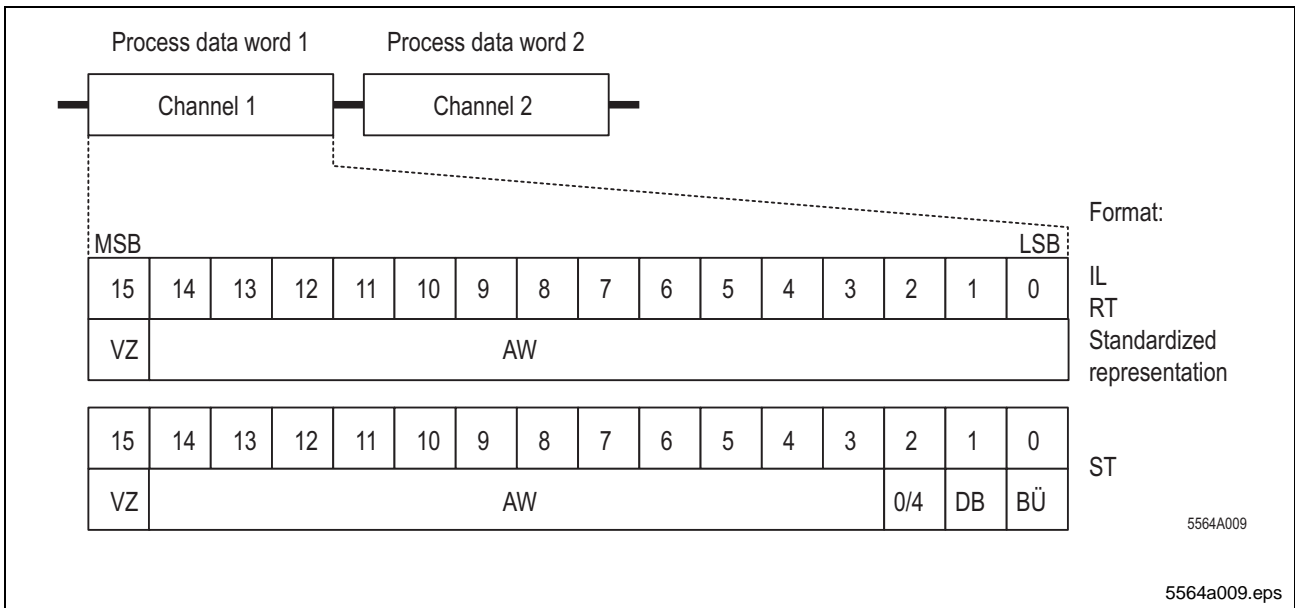 Process data word 1 Process data word 2
Channel 1 Channel 2
Format:
MSB LSB
15 14 13 12 11 10 9 8 7 6 5 4 3 2 1 0
IL
RT
VZ AW
Standardized
representation
15 14 13 12 11 10 9 8 7 6 5 4 3 2 1 0
ST
VZ AW 0/4 DB BÜ
5564A009
5564a009.eps